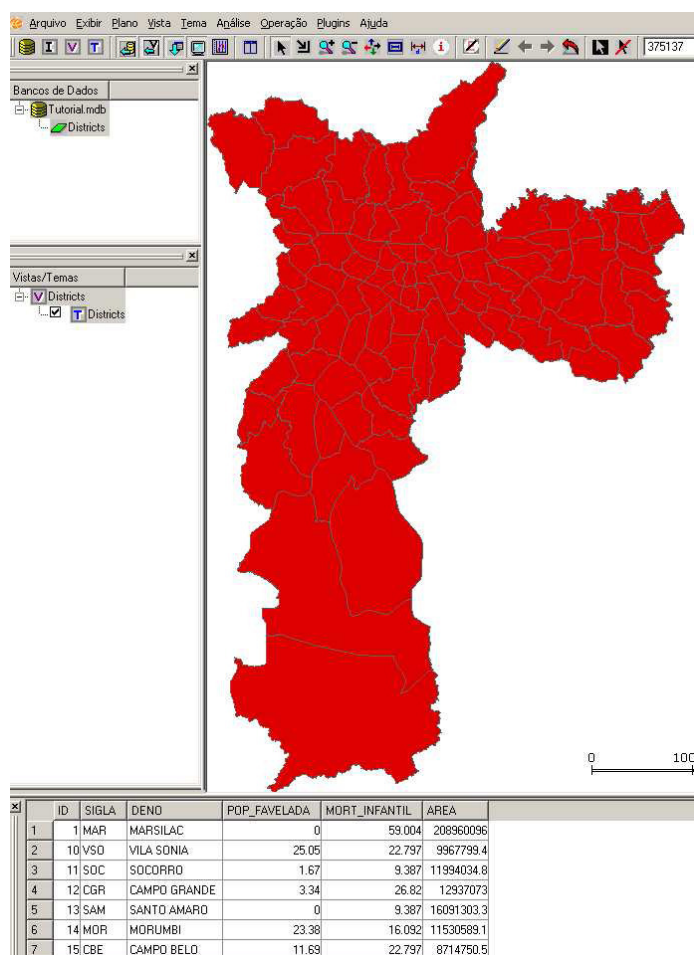 Arquivo Exibir Plano Vista Tema Análise Operação Plugins Ajuda
I V T i 375137
Bancos de Dados
Tutorial.mdb
Districts
Vistas/Temas
V Districts
T Districts
0 100
ID SIGLA DENO POP_FAVELADA MORT_INFANTIL AREA
1 1 MAR MARSILAC 0 59.004 208960096
2 10 VSO VILA SONIA 25.05 22.797 9967799.4
3 11 SOC SOCORRO 1.67 9.387 11994034.8
4 12 CGR CAMPO GRANDE 3.34 26.82 12937073
5 13 SAM SANTO AMARO 0 9.387 16091303.3
6 14 MOR MORUMBI 23.38 16.092 11530589.1
7 15 CBE CAMPO BELO 11.69 22.797 8714750.5